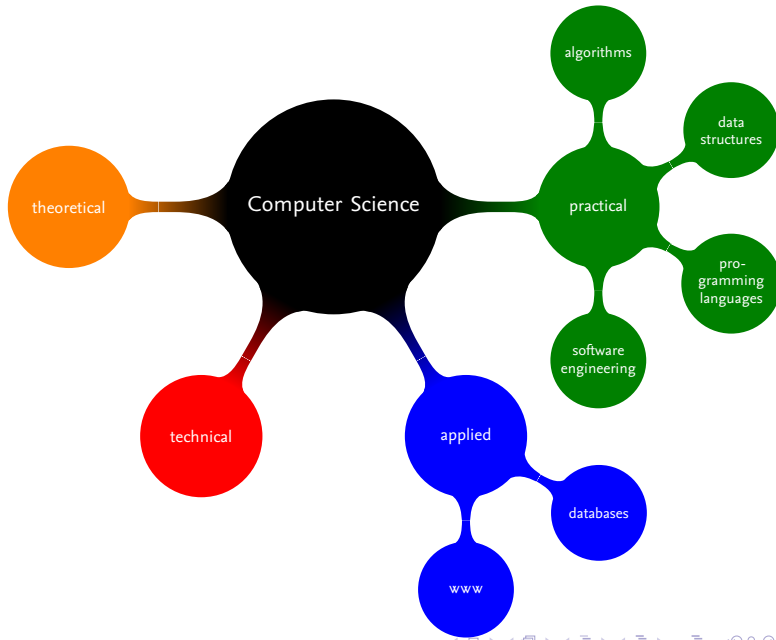 algorithms
data
structures
Computer Science
practical
theoretical
pro-
gramming
languages
software
engineering
technical
applied
databases
www